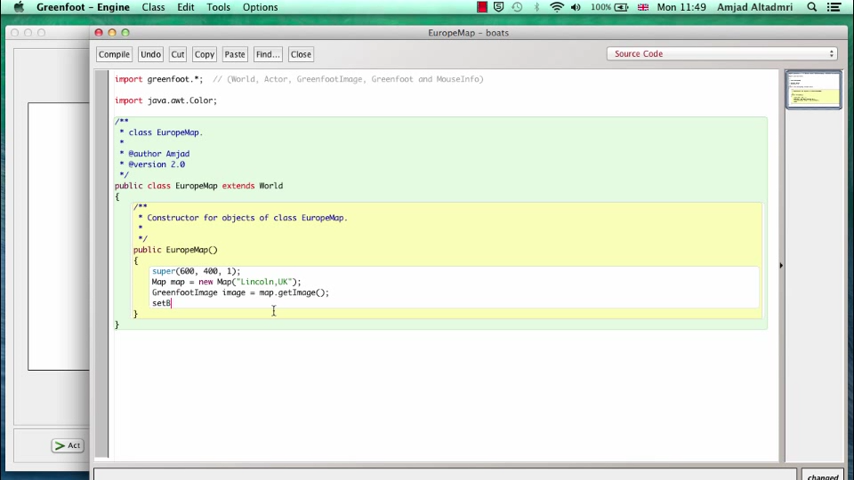 Greenfoot - Engine Class Edit Tools Options 100% Mon 11:49 Amjad Altadmri
EuropeMap - boats
Compile Undo Cut Copy Paste Find... Close Source Code
import greenfoot.*; // (World, Actor, GreenfootImage, Greenfoot and MouseInfo)
import java.awt.Color;
/**
* class EuropeMap.
*
* @author Amjad
* @version 2.0
*/
public class EuropeMap extends World
{
/**
* Constructor for objects of class EuropeMap.
*
*/
public EuropeMap()
{
super(600, 400, 1);
Map map = new Map("Lincoln,UK");
GreenfootImage image = map.getImage();
setB
}
}
Act
changed